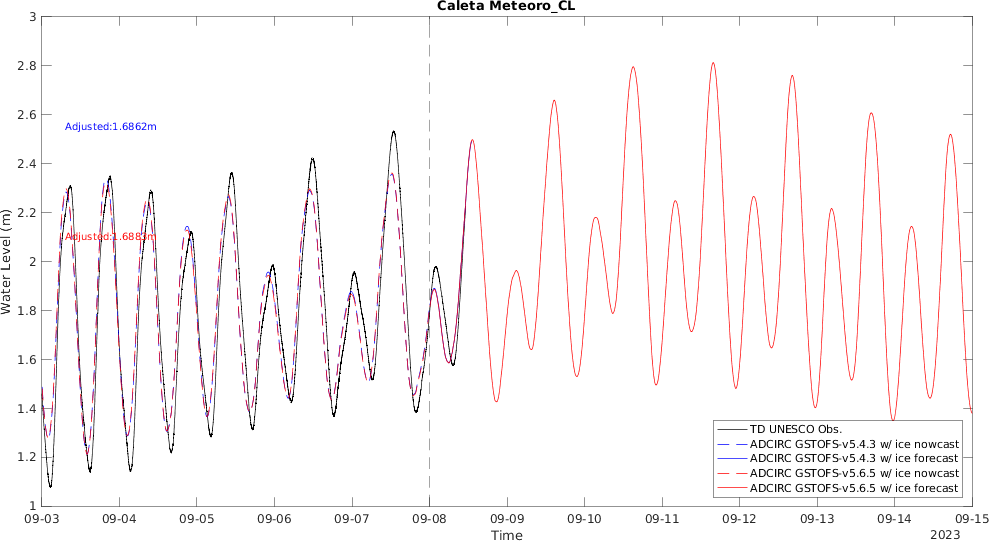 Caleta Meteoro_CL
3
2.8
2.6
2.4
2.2
2
1.8
1.6
1.4
1.2
1
Water Level (m)
Adjusted:1.6862m
Adjusted:1.6883m
TD UNESCO Obs.
ADCIRC GSTOFS-v5.4.3 w/ ice nowcast
ADCIRC GSTOFS-v5.4.3 w/ ice forecast
ADCIRC GSTOFS-v5.6.5 w/ ice nowcast
ADCIRC GSTOFS-v5.6.5 w/ ice forecast
09-03 09-04 09-05 09-06 09-07 09-08 09-09 09-10 09-11 09-12 09-13 09-14 09-15
Time
2023